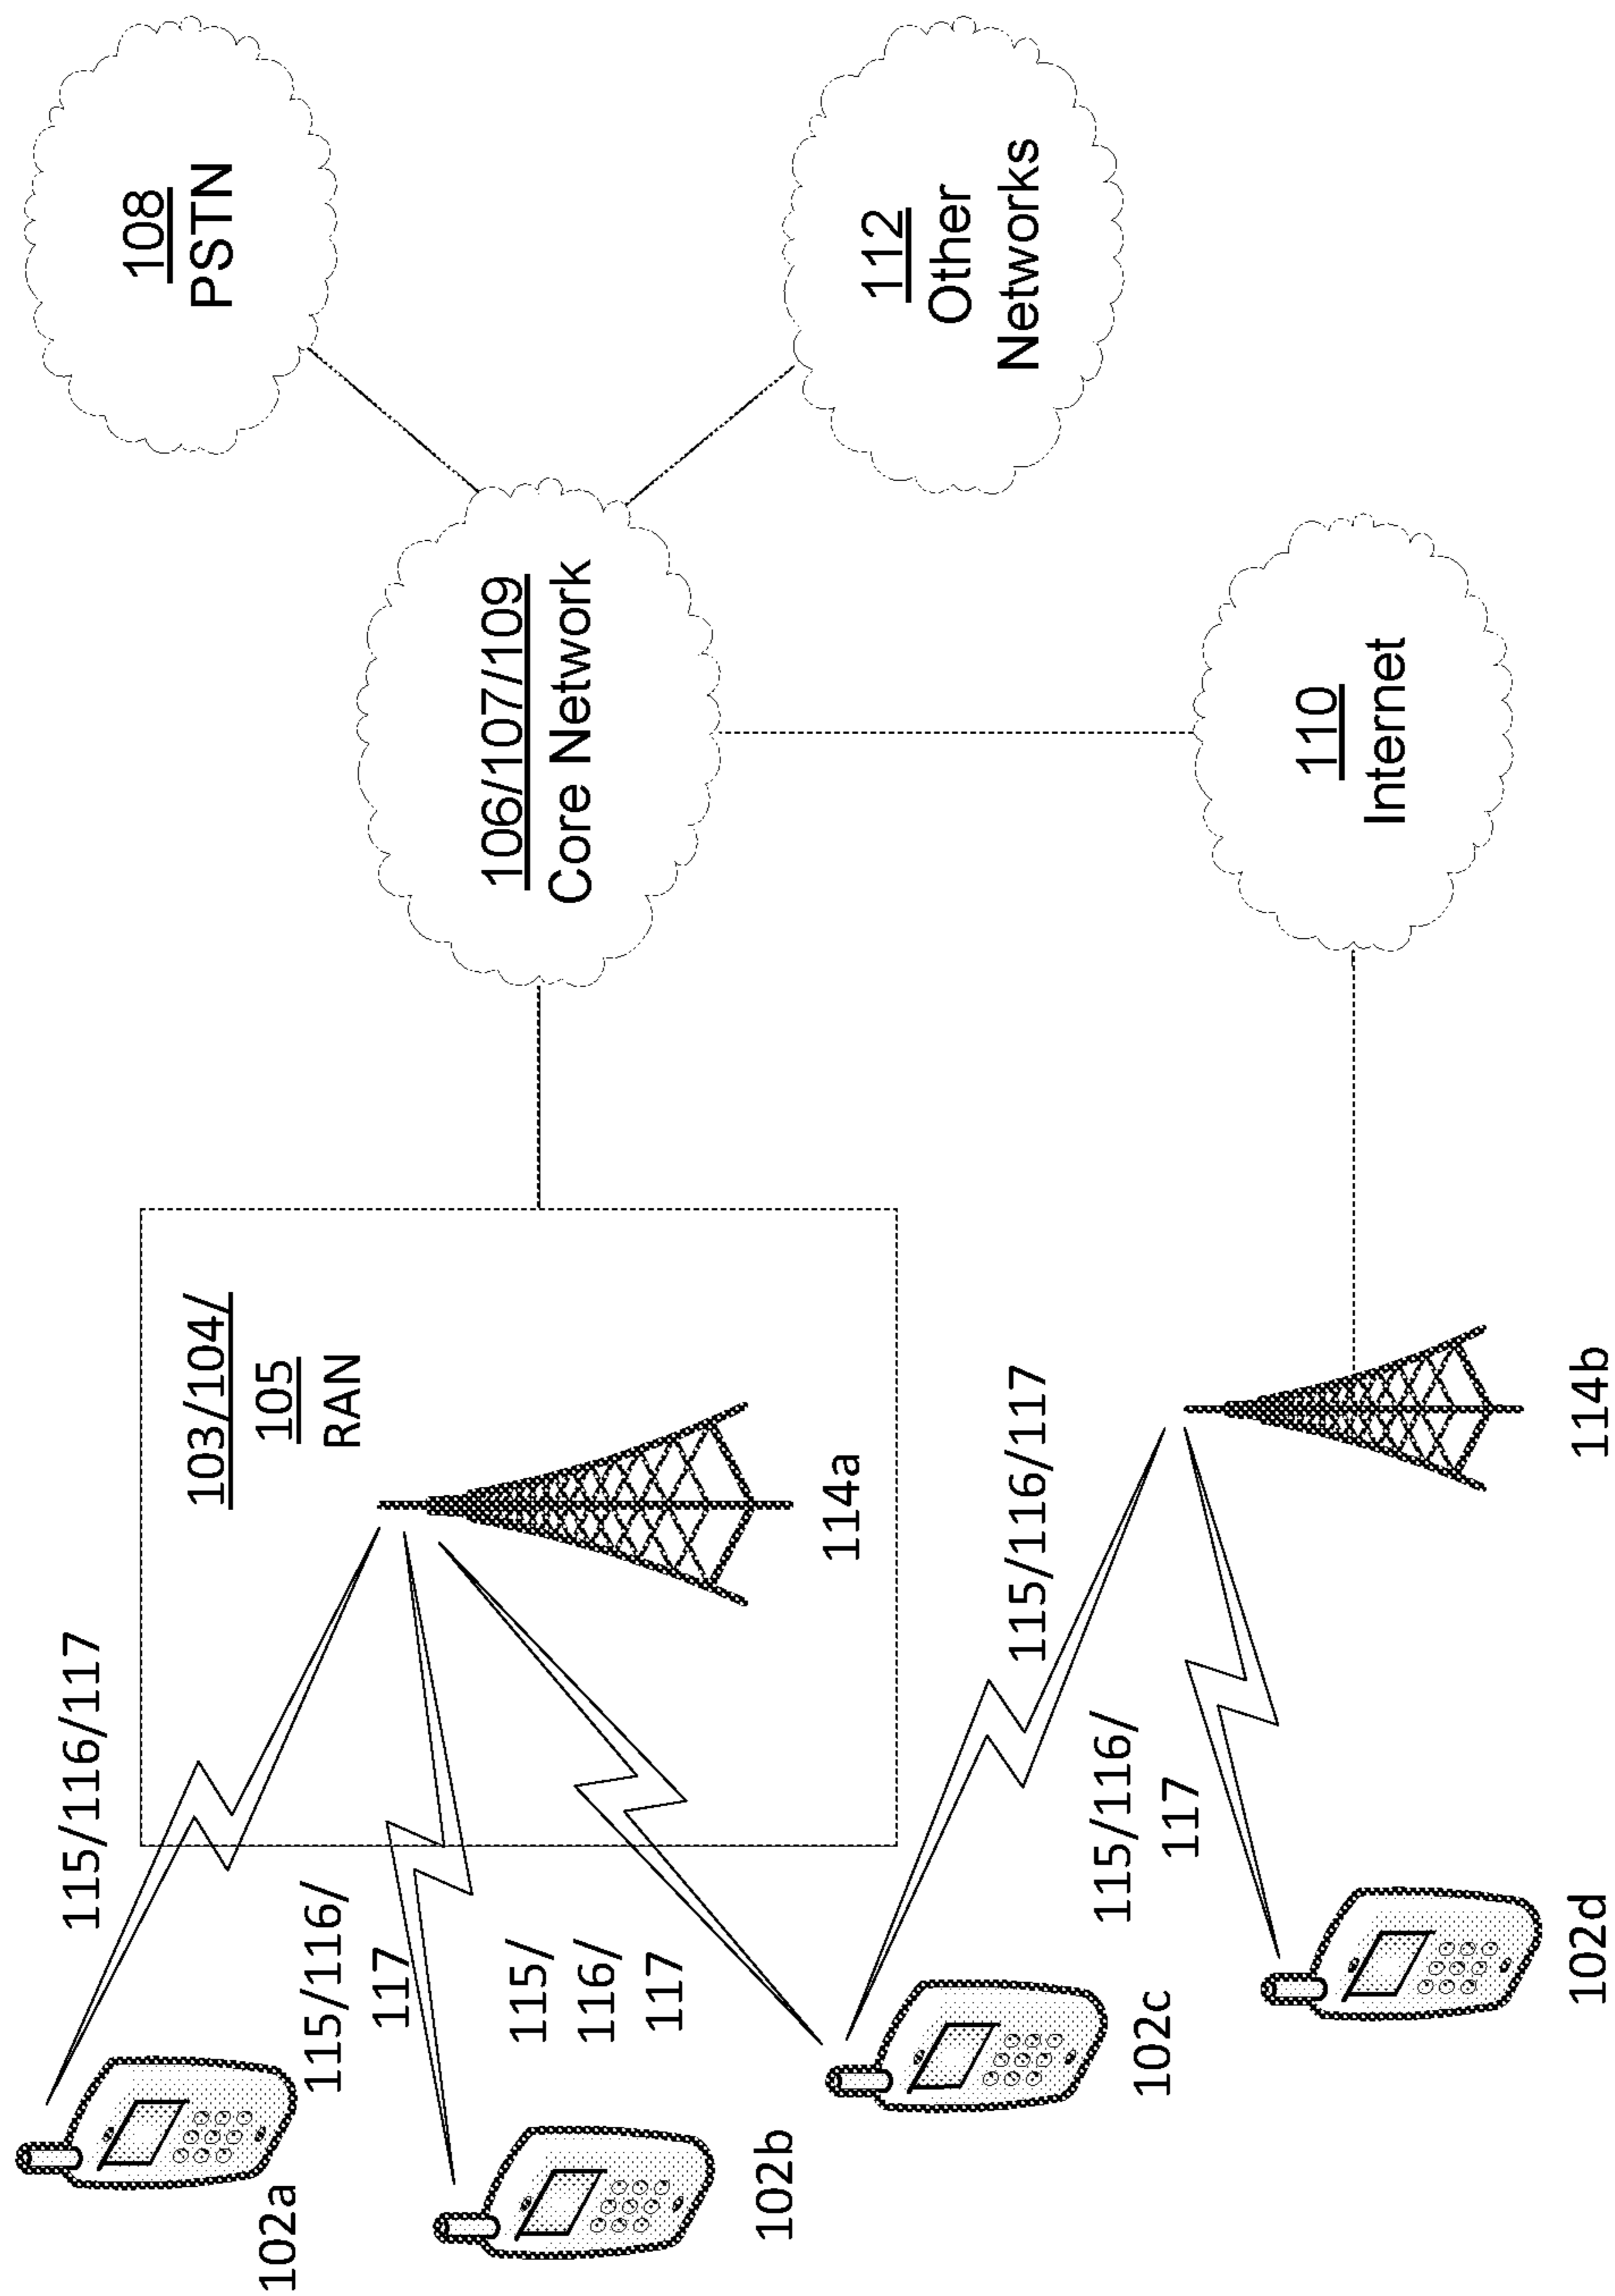 115/116/117
102a
103/104/
105
RAN
114a
115/116/
117
102b
115/
116/
117
102c
106/107/109
Core Network
108
PSTN
112
Other
Networks
110
Internet
115/116/117
115/116/
117
102d
114b